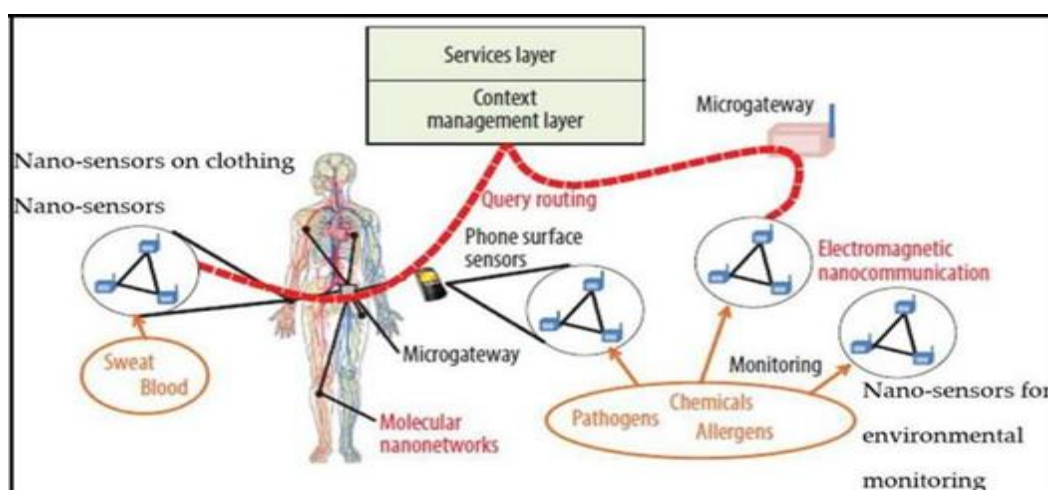 Services layer
Context
management layer
Microgateway
Nano-sensors on clothing
Nano-sensors
Query routing
Phone surface
sensors
Electromagnetic
nanocommunication
Sweat
Blood
Microgateway
Monitoring
Molecular
nanonetworks
Pathogens
Chemicals
Allergens
Nano-sensors for
environmental
monitoring